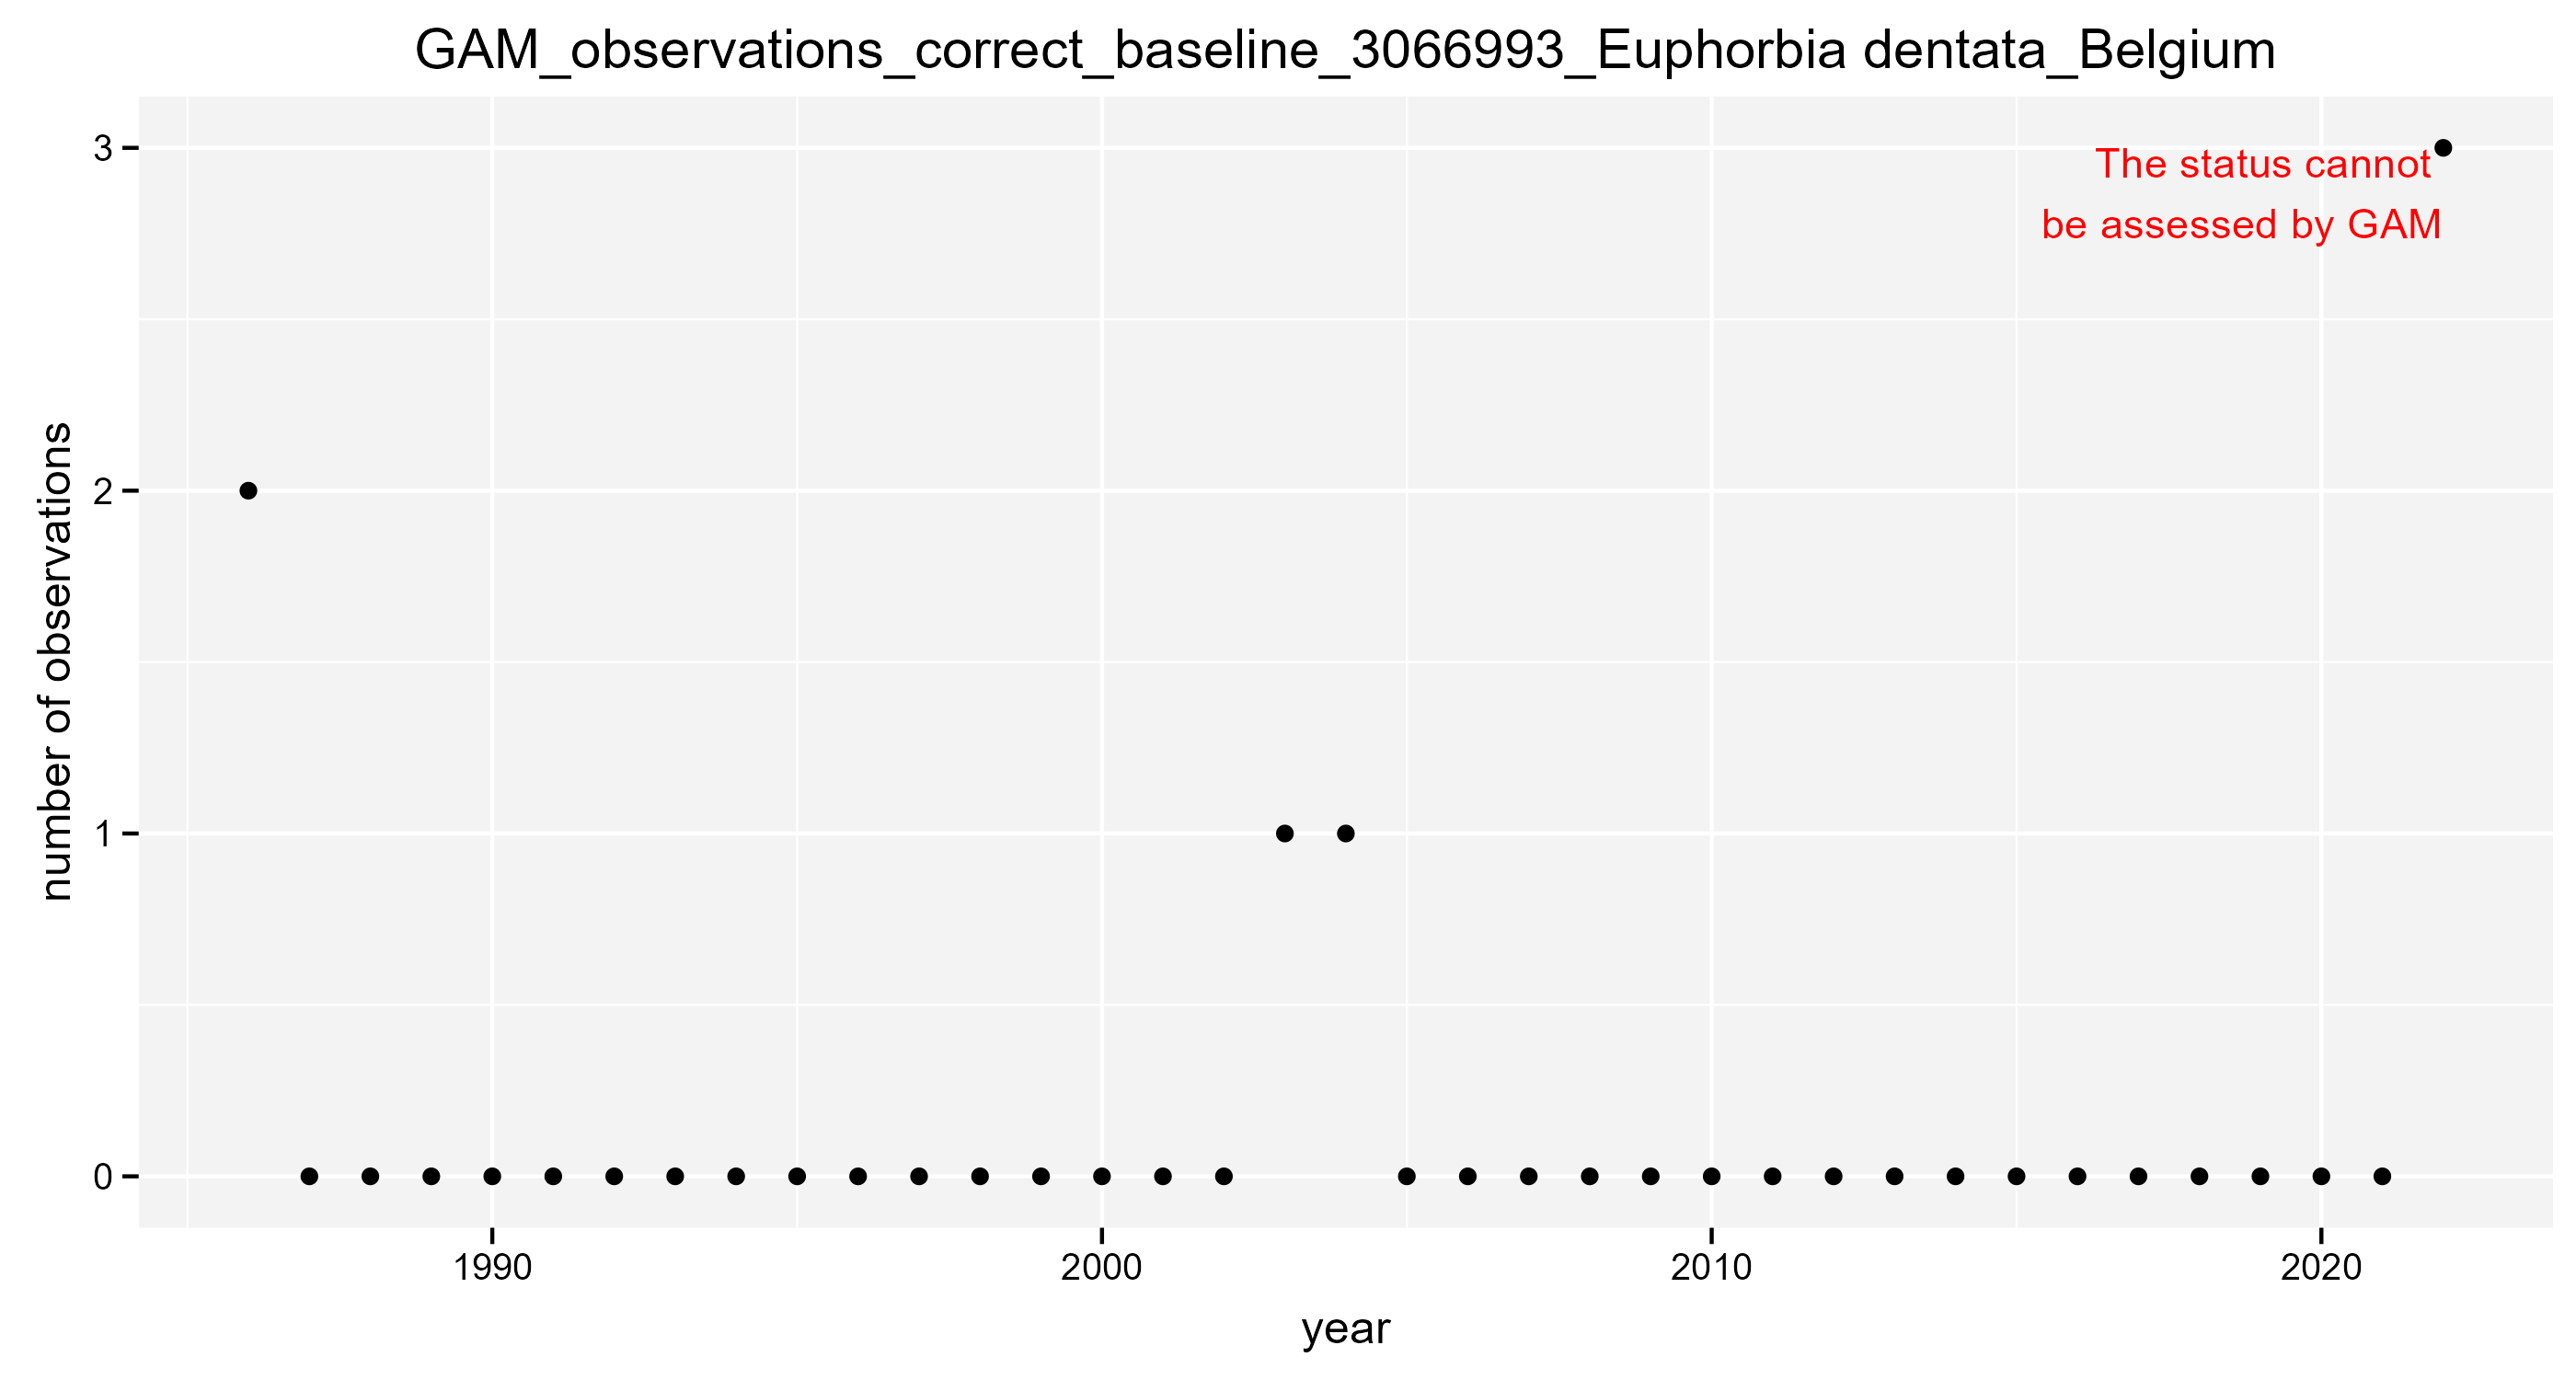 GAM_observations_correct_baseline_3066993_Euphorbia dentata_Belgium
3
The status cannot
be assessed by GAM
2
number of observations
1
0
1990 2000 2010 2020
year